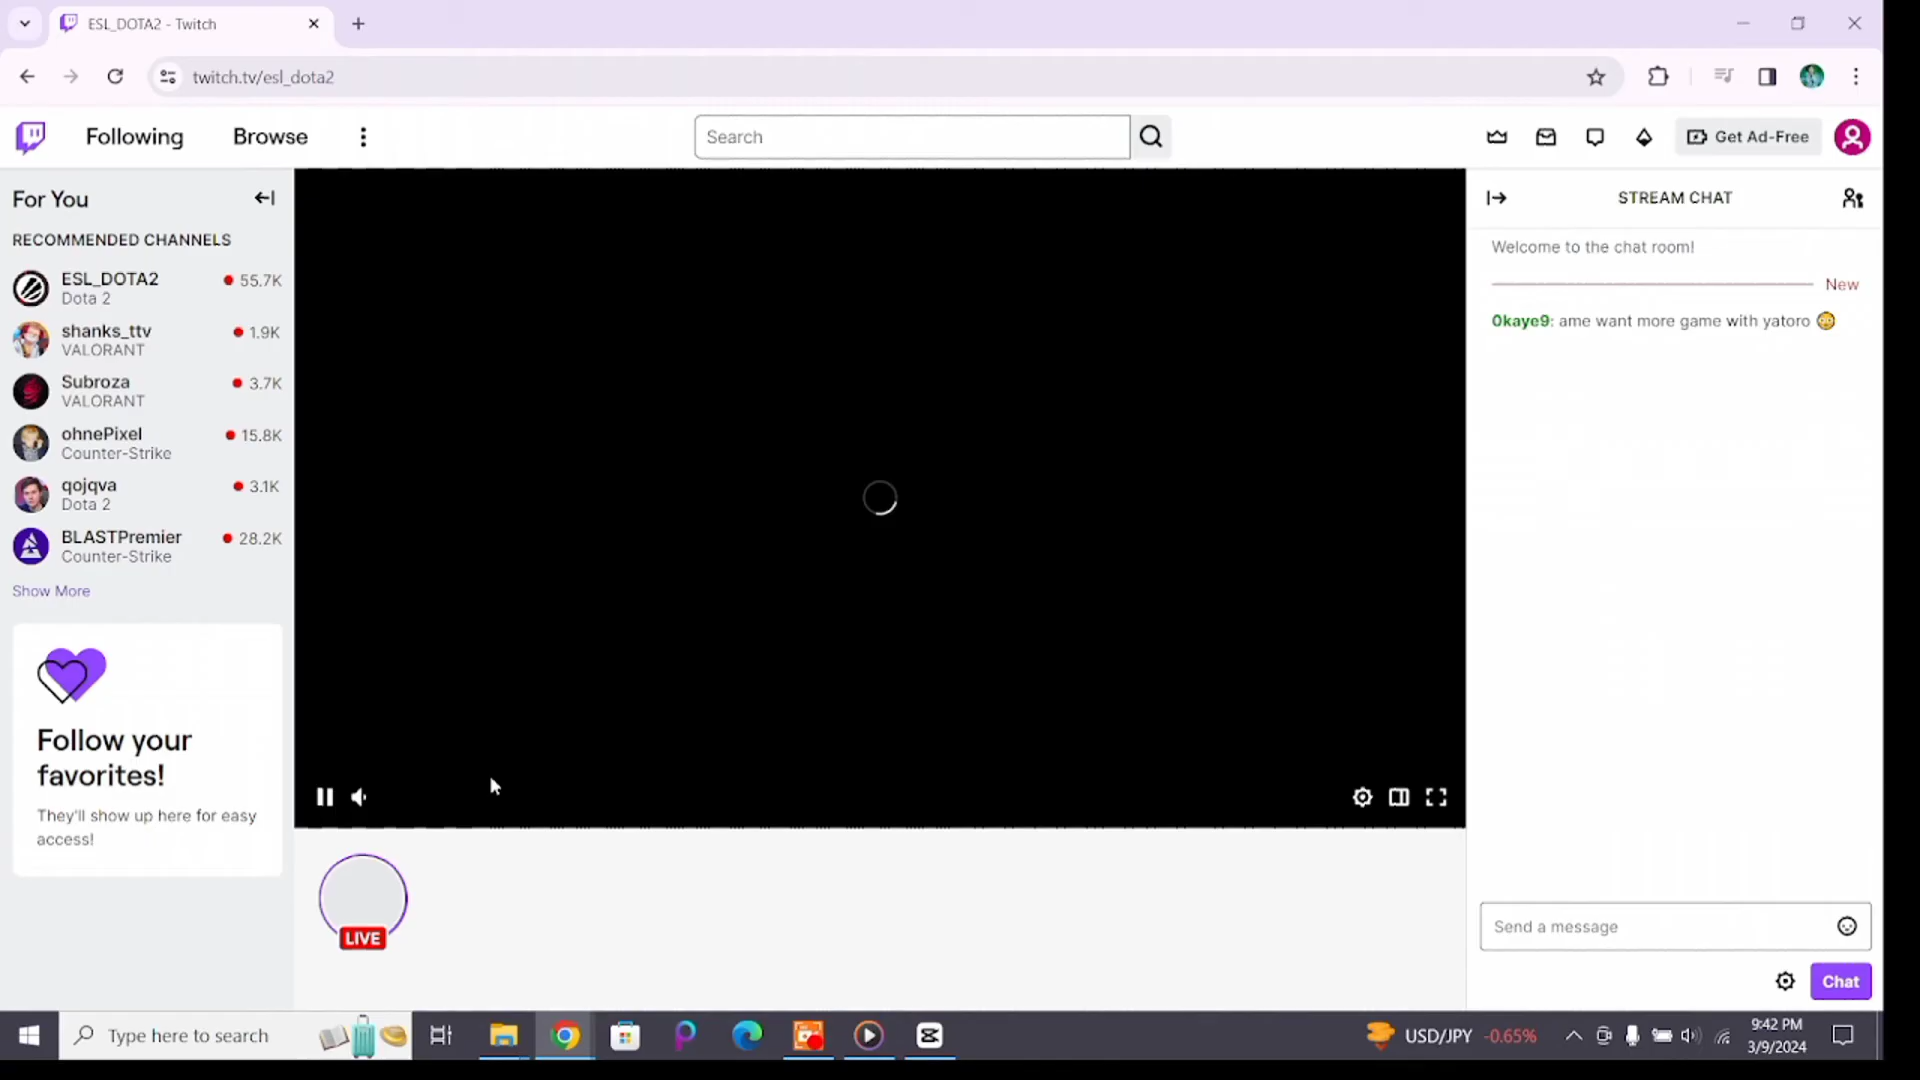 ESL_DOTA2 - Twitch
twitch.tv/esl_dota2
Following
Browse
Search
Get Ad-Free
For You
RECOMMENDED CHANNELS
ESL_DOTA2
55.7K
Dota 2
shanks_ttv
1.9K
VALORANT
Subroza
3.7K
VALORANT
ohnePixel
15.8K
Counter-Strike
qojqva
3.1K
Dota 2
BLASTPremier
28.2K
Counter-Strike
Show More
Follow your
favorites!
They'll show up here for easy
access!
LIVE
STREAM CHAT
Welcome to the chat room!
New
0kaye9: ame want more game with yatoro
Send a message
Chat
Type here to search
USD/JPY -0.65%
9:42 PM
3/9/2024